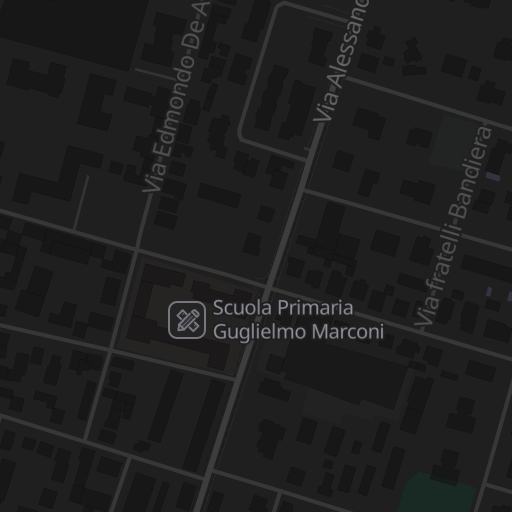 Via Edmondo De A
Via Alessand
Via fratelli Bandiera
Scuola Primaria
Guglielmo Marconi